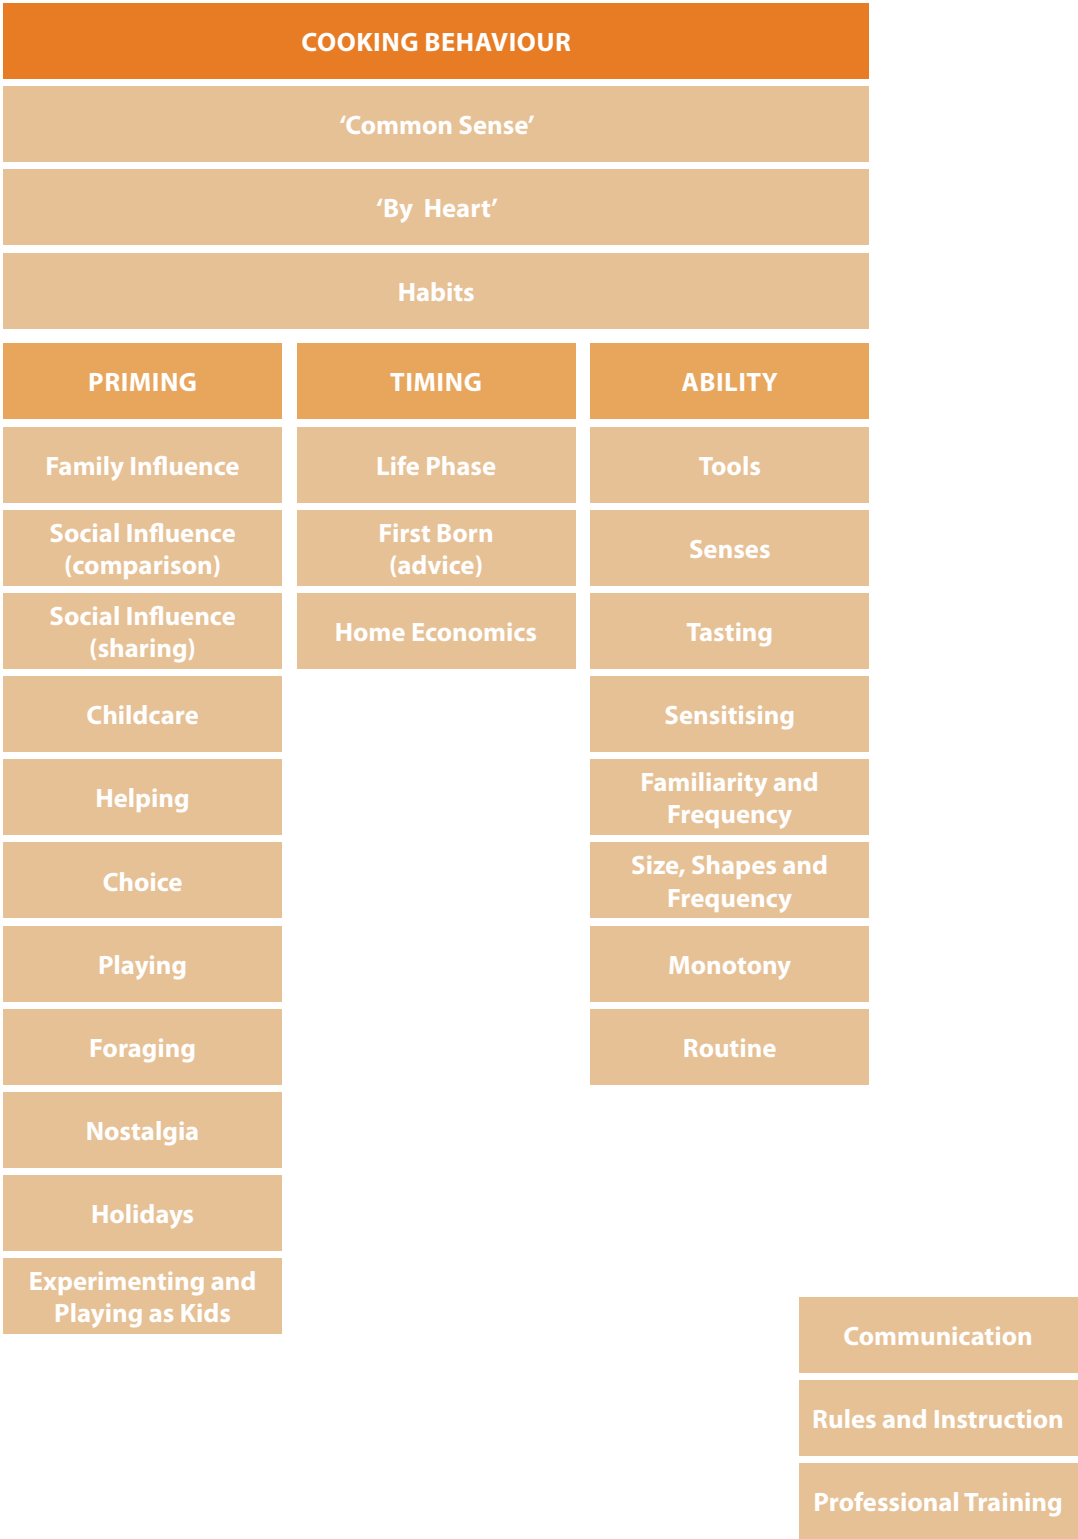 COOKING BEHAVIOUR
‘Common Sense’
‘By Heart’
Habits
PRIMING
Family Influence
Social Influence
(comparison)
Social Influence
(sharing)
Childcare
Helping
Choice
Playing
Foraging
Nostalgia
Holidays
Experimenting and
Playing as Kids
TIMING
Life Phase
First Born
(advice)
Home Economics
ABILITY
Tools
Senses
Tasting
Sensitising
Familiarity and
Frequency
Size, Shapes and
Frequency
Monotony
Routine
Communication
Rules and Instruction
Professional Training